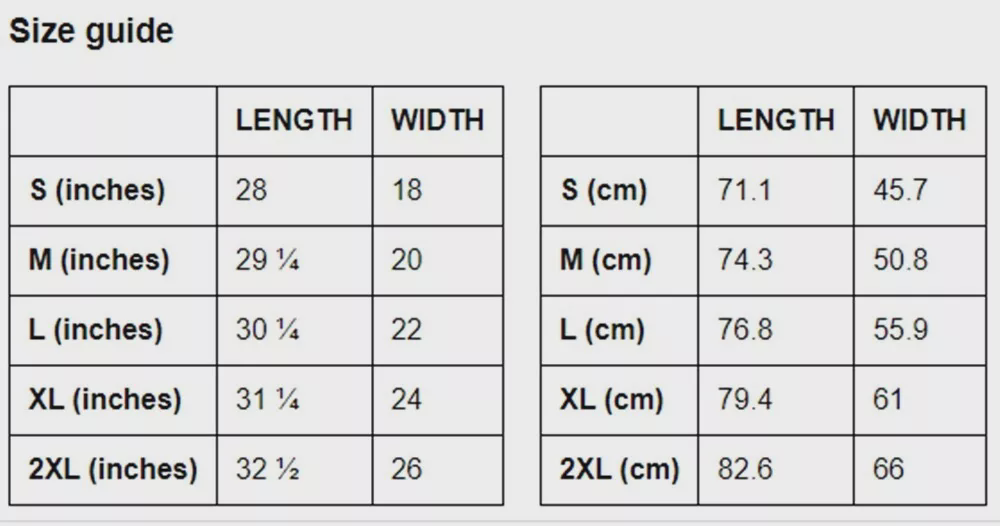 Size guide
LENGTH WIDTH
S (inches) 28 18
M (inches) 29 ¼ 20
L (inches) 30 ¼ 22
XL (inches) 31 ¼ 24
2XL (inches) 32 ½ 26
LENGTH WIDTH
S (cm) 71.1 45.7
M (cm) 74.3 50.8
L (cm) 76.8 55.9
XL (cm) 79.4 61
2XL (cm) 82.6 66